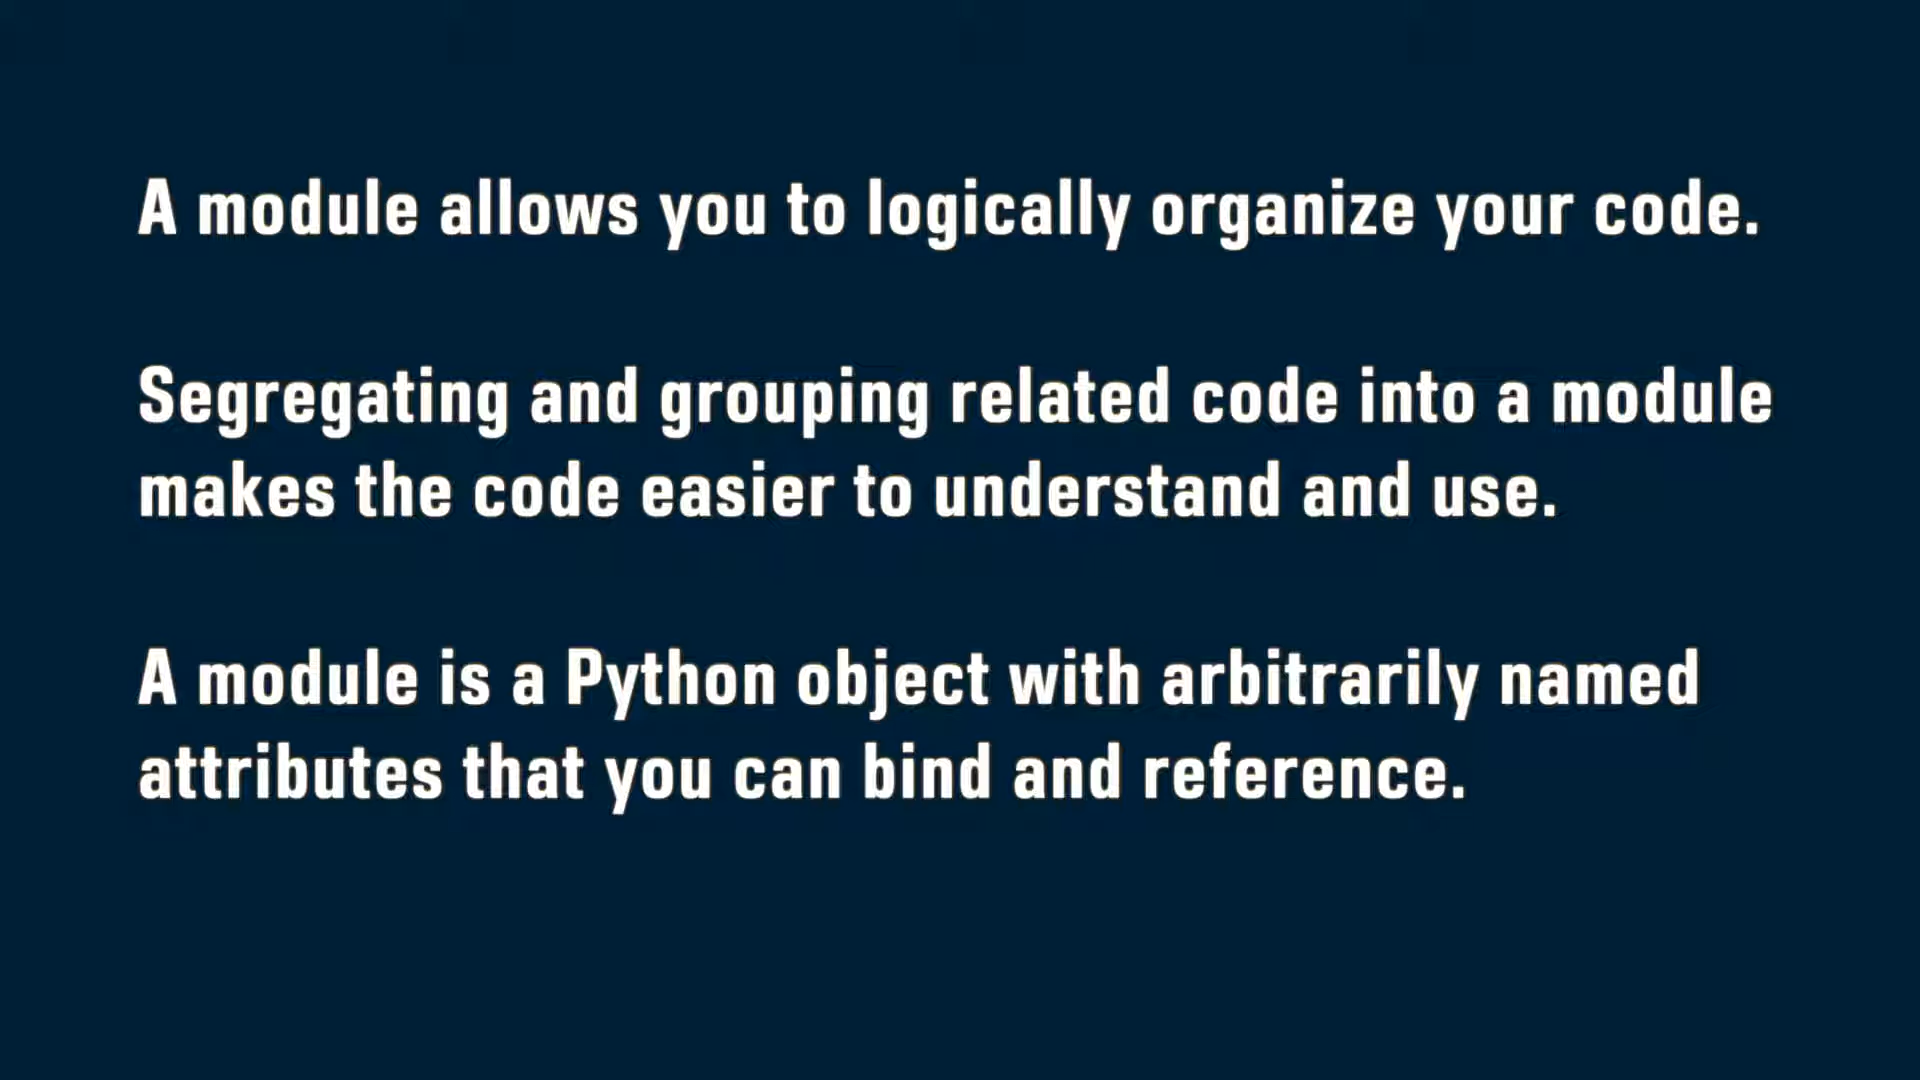 A module allows you to logically organize your code.
Segregating and grouping related code into a module
makes the code easier to understand and use.
A module is a Python object with arbitrarily named
attributes that you can bind and reference.